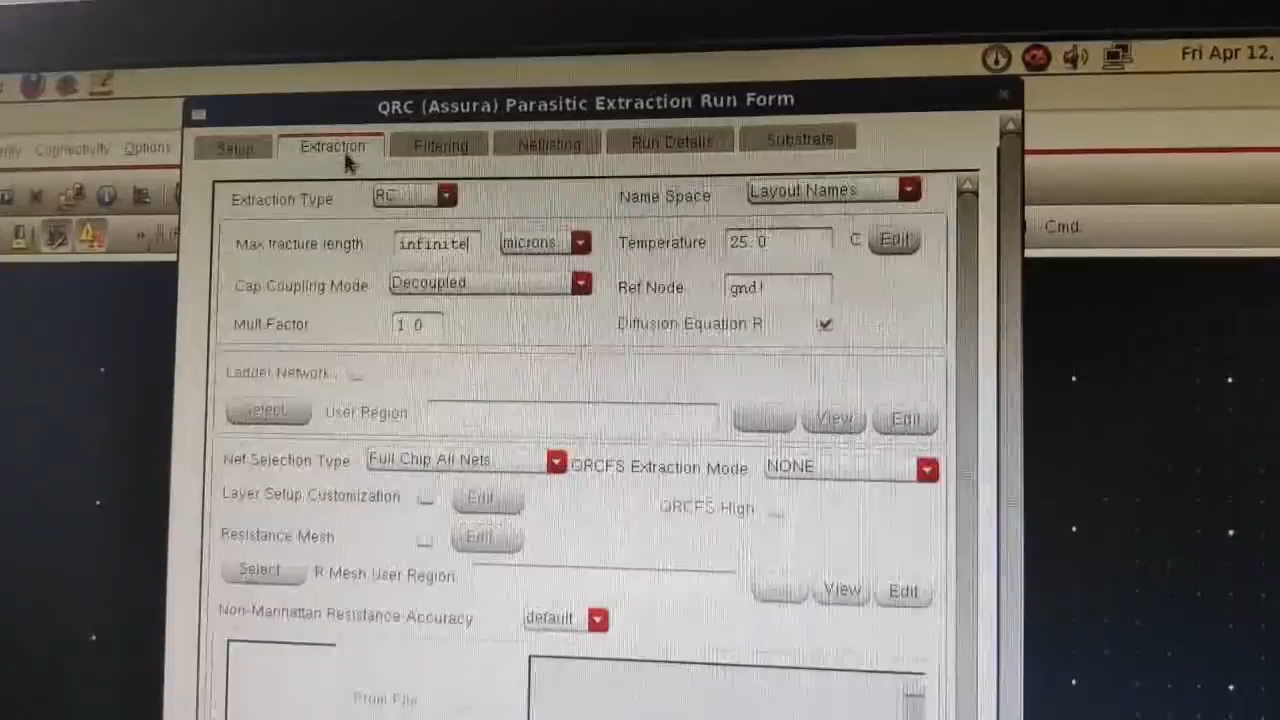 Fri Apr 12,
QRC (Assura) Parasitic Extraction Run Form
Connectivity Options
Setup Extraction Filtering Netlisting Run Details Substrate
Extraction Type RC Name Space Layout Names
Cmd:
Max fracture length infinite microns Temperature 25.0 C Edit
Cap Coupling Mode Decoupled Ref Node gnd!
Mult Factor 1.0 Diffusion Equation R
Ladder Network
Select User Region View Edit
Net Selection Type Full Chip All Nets QRCFS Extraction Mode NONE
Layer Setup Customization Edit QRCFS High
Resistance Mesh Edit
Select R Mesh User Region View Edit
Non-Manhattan Resistance Accuracy default
From File